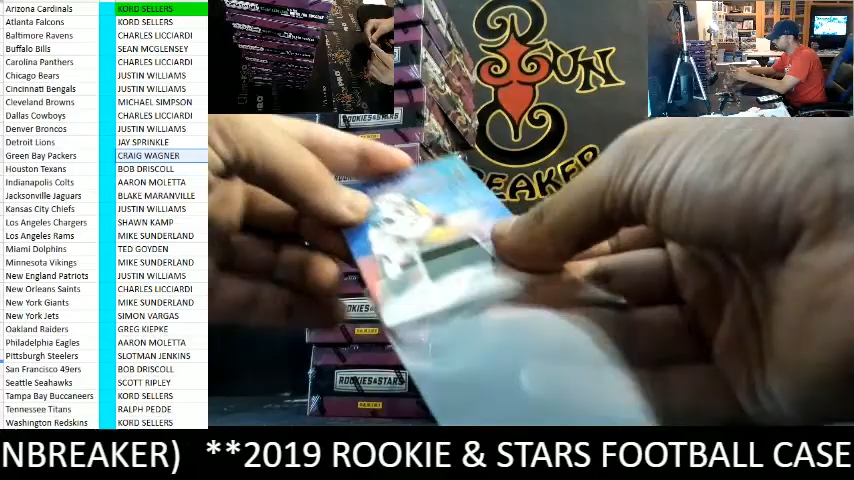 Arizona Cardinals KORD SELLERS
Atlanta Falcons KORD SELLERS
Baltimore Ravens CHARLES LICCIARDI
Buffalo Bills SEAN MCGLENSEY
Carolina Panthers CHARLES LICCIARDI
Chicago Bears JUSTIN WILLIAMS
Cincinnati Bengals JUSTIN WILLIAMS
Cleveland Browns MICHAEL SIMPSON
Dallas Cowboys CHARLES LICCIARDI
Denver Broncos JUSTIN WILLIAMS
Detroit Lions JAY SPRINKLE
Green Bay Packers CRAIG WAGNER
Houston Texans BOB DRISCOLL
Indianapolis Colts AARON MOLETTA
Jacksonville Jaguars BLAKE MARANVILLE
Kansas City Chiefs JUSTIN WILLIAMS
Los Angeles Chargers SHAWN KAMP
Los Angeles Rams MIKE SUNDERLAND
Miami Dolphins TED GOYDEN
Minnesota Vikings MIKE SUNDERLAND
New England Patriots JUSTIN WILLIAMS
New Orleans Saints CHARLES LICCIARDI
New York Giants MIKE SUNDERLAND
New York Jets SIMON VARGAS
Oakland Raiders GREG KIEPKE
Philadelphia Eagles AARON MOLETTA
Pittsburgh Steelers SLOTMAN JENKINS
San Francisco 49ers BOB DRISCOLL
Seattle Seahawks SCOTT RIPLEY
Tampa Bay Buccaneers KORD SELLERS
Tennessee Titans RALPH PEDDE
Washington Redskins KORD SELLERS
GUN
BREAKER
ROOKIES&STARS
ROOKIES&STARS
PANINI
NBREAKER) **2019 ROOKIE & STARS FOOTBALL CASE